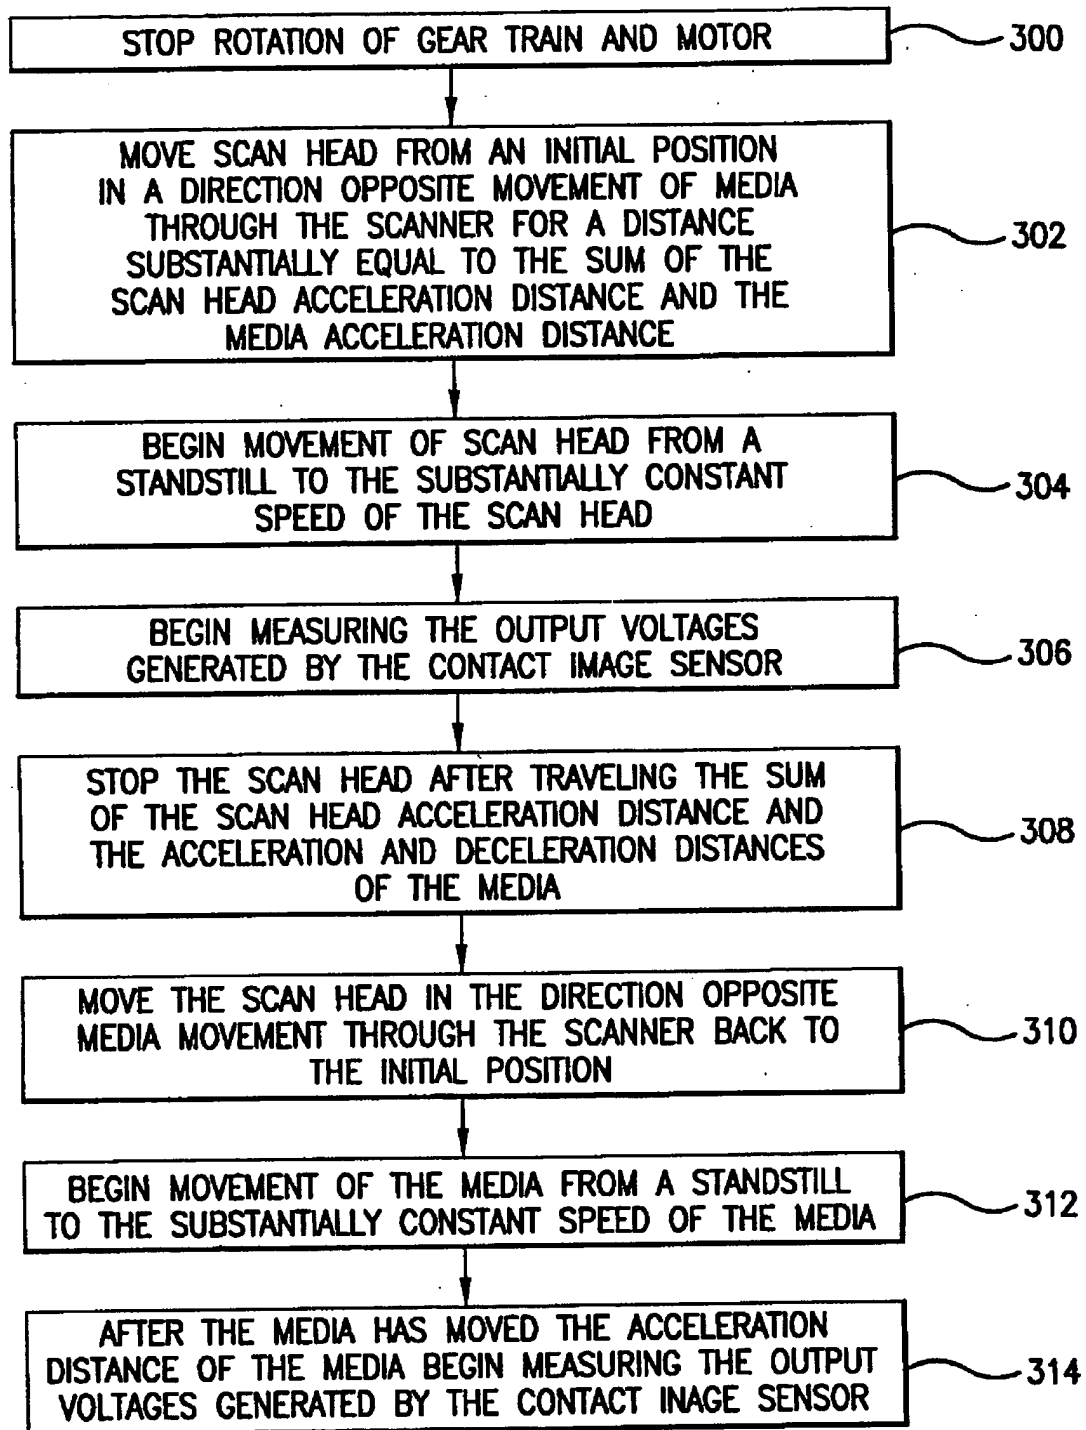 STOP ROTATION OF GEAR TRAIN AND MOTOR
300
MOVE SCAN HEAD FROM AN INITIAL POSITION
IN A DIRECTION OPPOSITE MOVEMENT OF MEDIA
THROUGH THE SCANNER FOR A DISTANCE
SUBSTANTIALLY EQUAL TO THE SUM OF THE
SCAN HEAD ACCELERATION DISTANCE AND THE
MEDIA ACCELERATION DISTANCE
302
BEGIN MOVEMENT OF SCAN HEAD FROM A
STANDSTILL TO THE SUBSTANTIALLY CONSTANT
SPEED OF THE SCAN HEAD
304
BEGIN MEASURING THE OUTPUT VOLTAGES
GENERATED BY THE CONTACT IMAGE SENSOR
306
STOP THE SCAN HEAD AFTER TRAVELING THE SUM
OF THE SCAN HEAD ACCELERATION DISTANCE AND
THE ACCELERATION AND DECELERATION DISTANCES
OF THE MEDIA
308
MOVE THE SCAN HEAD IN THE DIRECTION OPPOSITE
MEDIA MOVEMENT THROUGH THE SCANNER BACK TO
THE INITIAL POSITION
310
BEGIN MOVEMENT OF THE MEDIA FROM A STANDSTILL
TO THE SUBSTANTIALLY CONSTANT SPEED OF THE MEDIA
312
AFTER THE MEDIA HAS MOVED THE ACCELERATION
DISTANCE OF THE MEDIA BEGIN MEASURING THE OUTPUT
VOLTAGES GENERATED BY THE CONTACT INAGE SENSOR
314